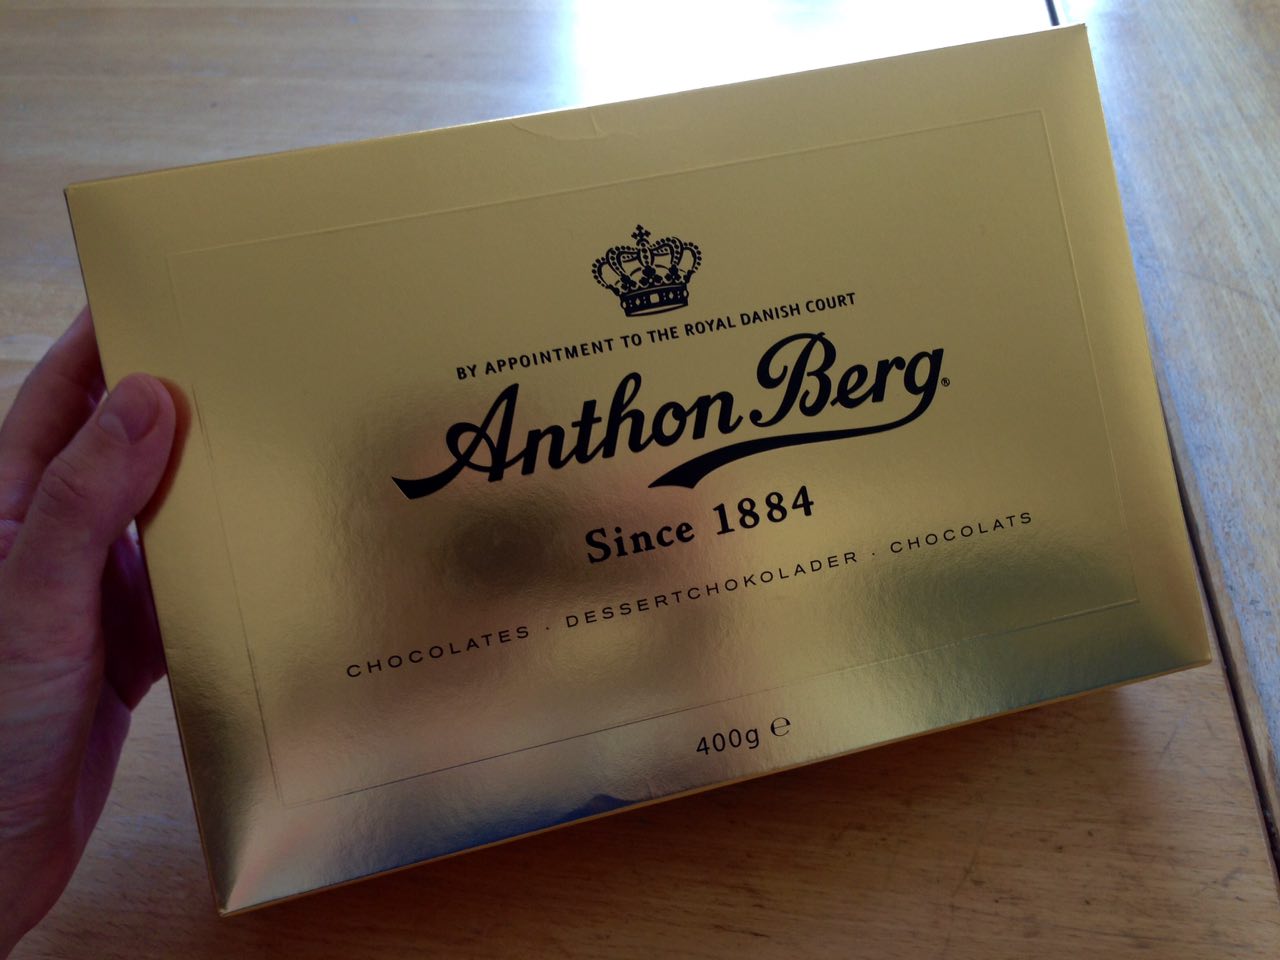 BY APPOINTMENT TO THE ROYAL DANISH COURT
Anthon Berg®
Since 1884
CHOCOLATES · DESSERTCHOKOLADER · CHOCOLATS
400g ℮